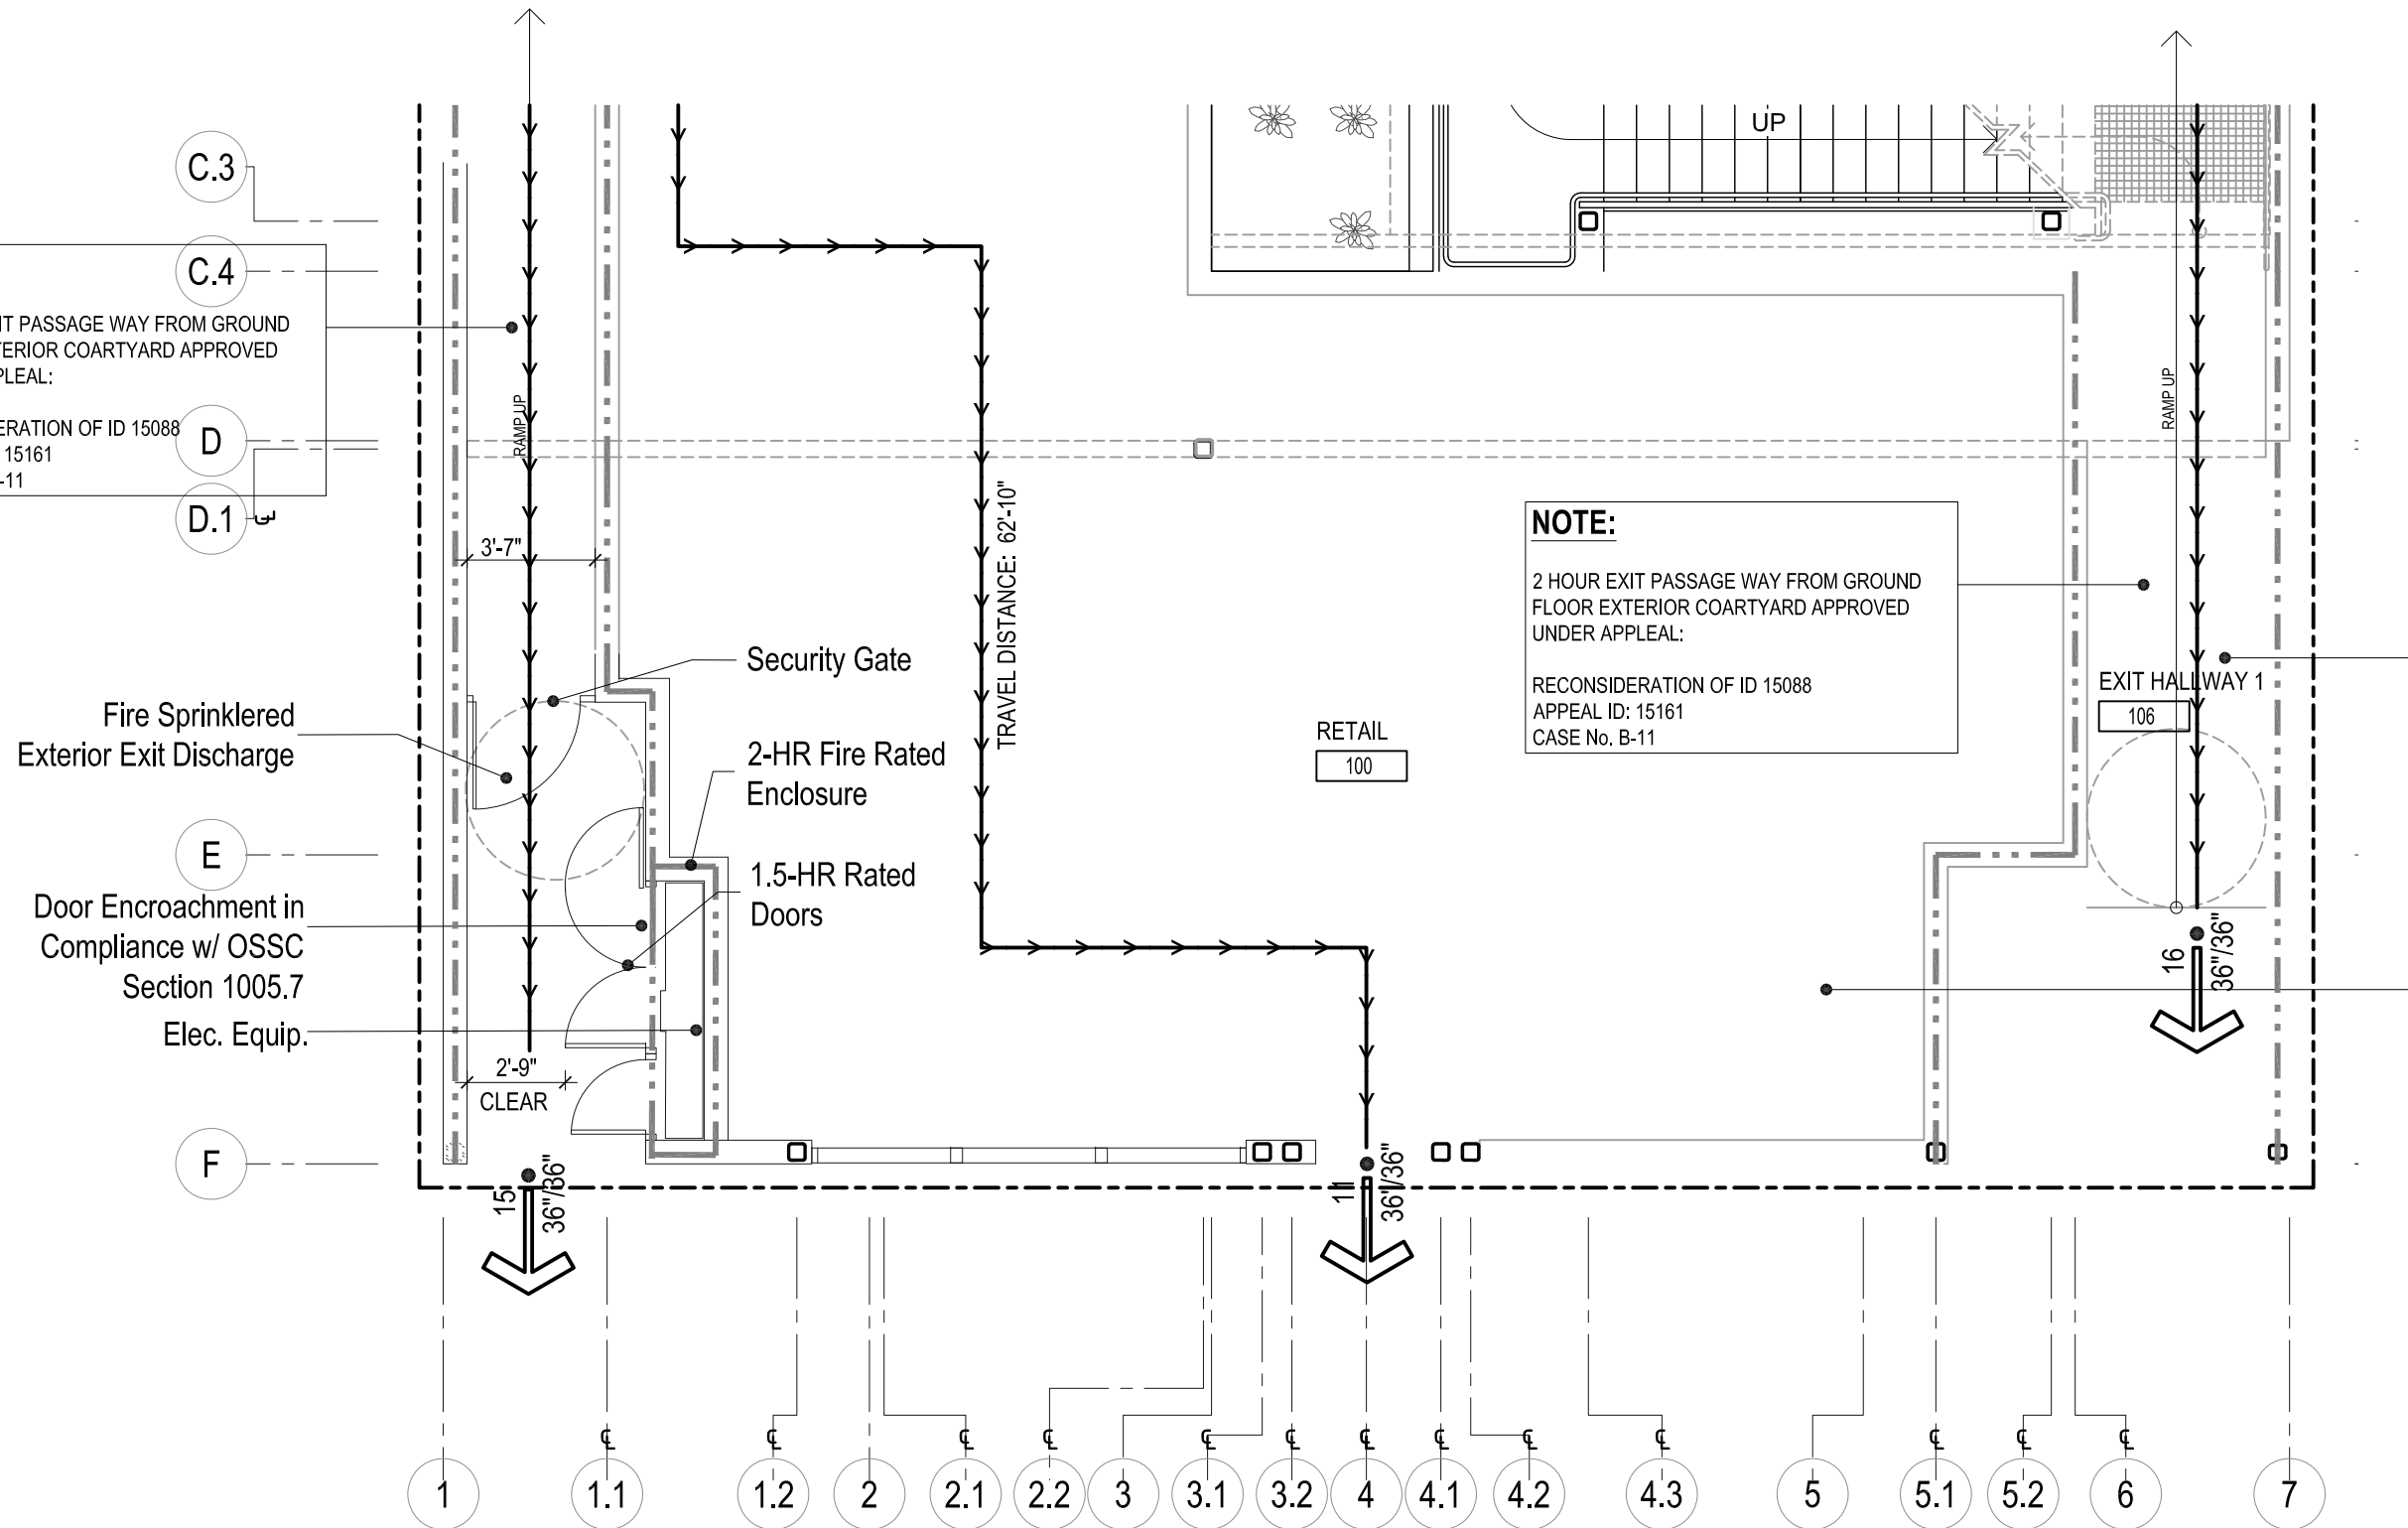 UP
C.3
C.4
IT PASSAGE WAY FROM GROUND
TERIOR COARTYARD APPROVED
PLEAL:
ERATION OF ID 15088
15161
-11
D
D.1
RAMP UP
RAMP UP
3'-7"
TRAVEL DISTANCE: 62'-10"
NOTE:
2 HOUR EXIT PASSAGE WAY FROM GROUND
FLOOR EXTERIOR COARTYARD APPROVED
UNDER APPLEAL:
RECONSIDERATION OF ID 15088
APPEAL ID: 15161
CASE No. B-11
Security Gate
Fire Sprinklered
Exterior Exit Discharge
2-HR Fire Rated
Enclosure
RETAIL
100
EXIT HALLWAY 1
106
E
1.5-HR Rated
Doors
Door Encroachment in
Compliance w/ OSSC
Section 1005.7
Elec. Equip.
2'-9"
CLEAR
16
36"/36"
F
15
36"/36"
11
36"/36"
1
1.1
1.2
2
2.1
2.2
3
3.1
3.2
4
4.1
4.2
4.3
5
5.1
5.2
6
7